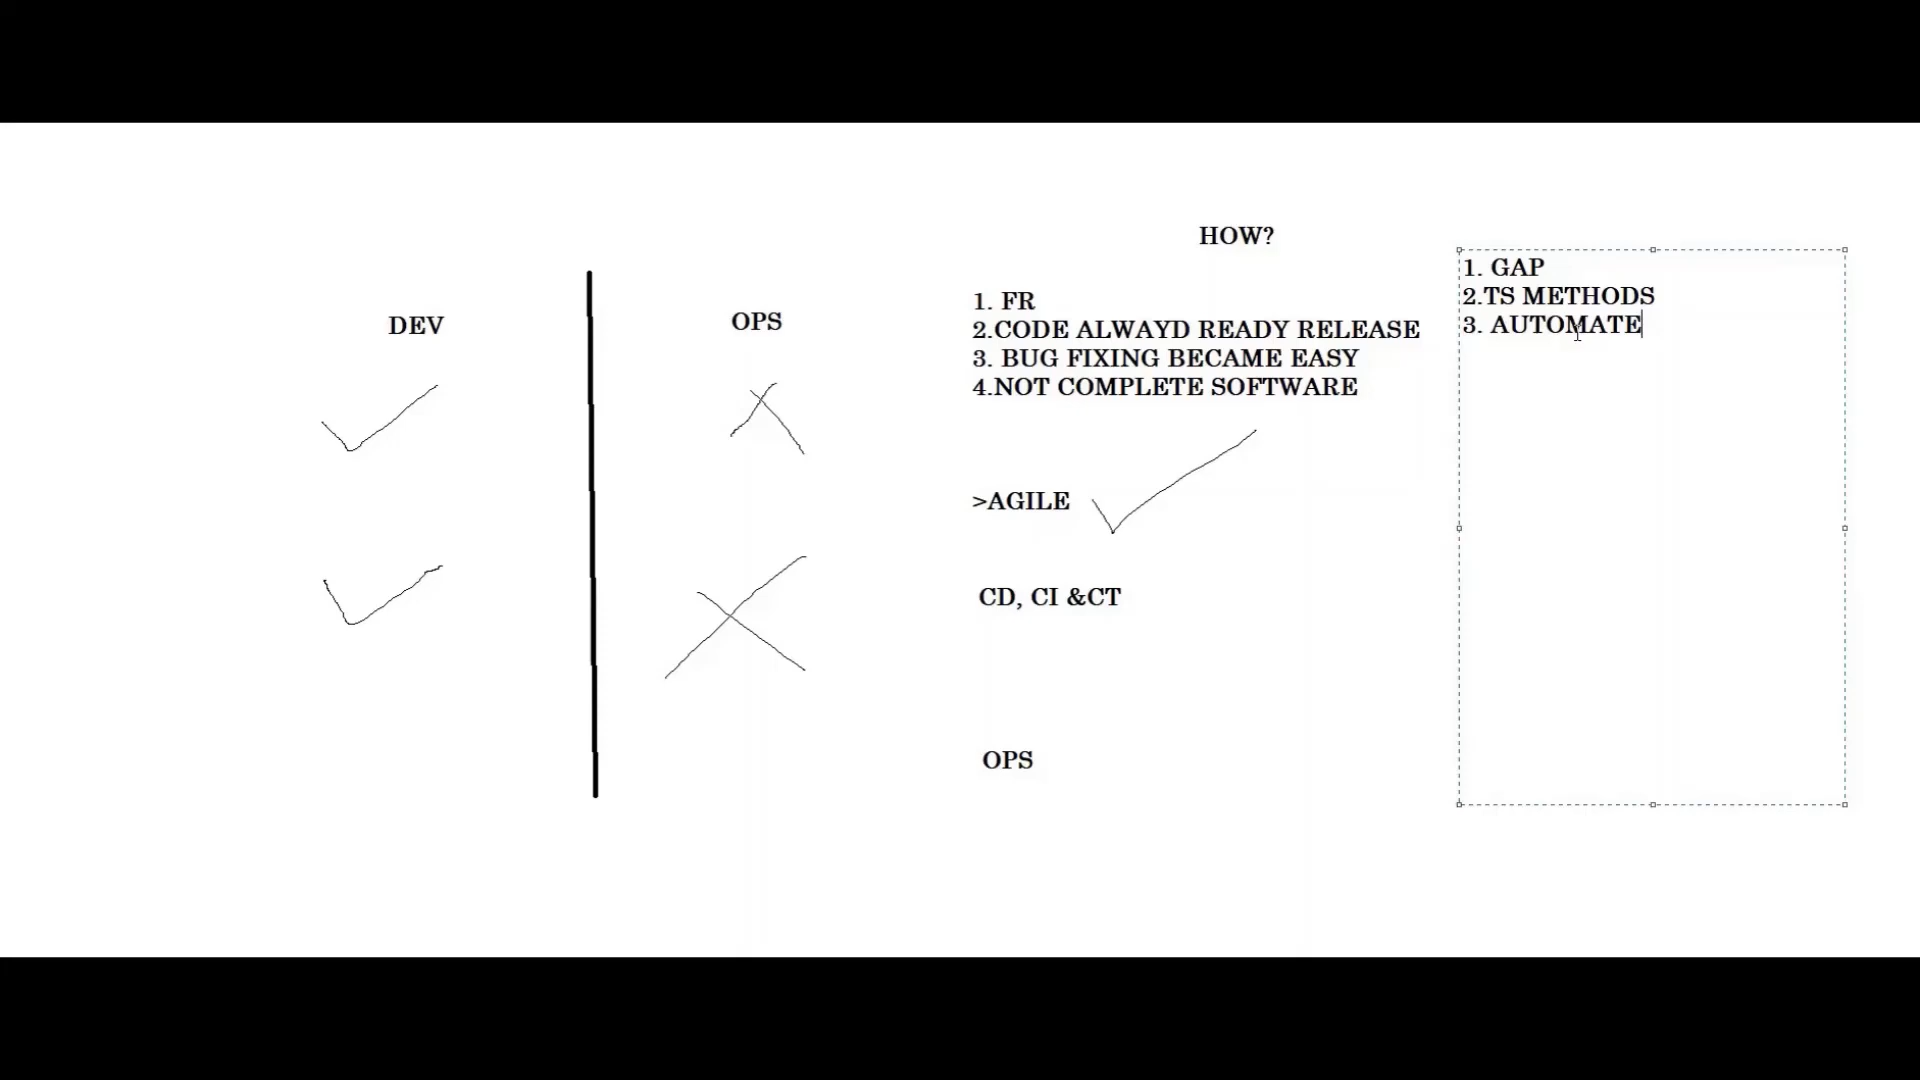 DEV
OPS
HOW?
1. FR
2.CODE ALWAYD READY RELEASE
3. BUG FIXING BECAME EASY
4.NOT COMPLETE SOFTWARE
>AGILE
CD, CI &CT
OPS
1. GAP
2.TS METHODS
3. AUTOMATE